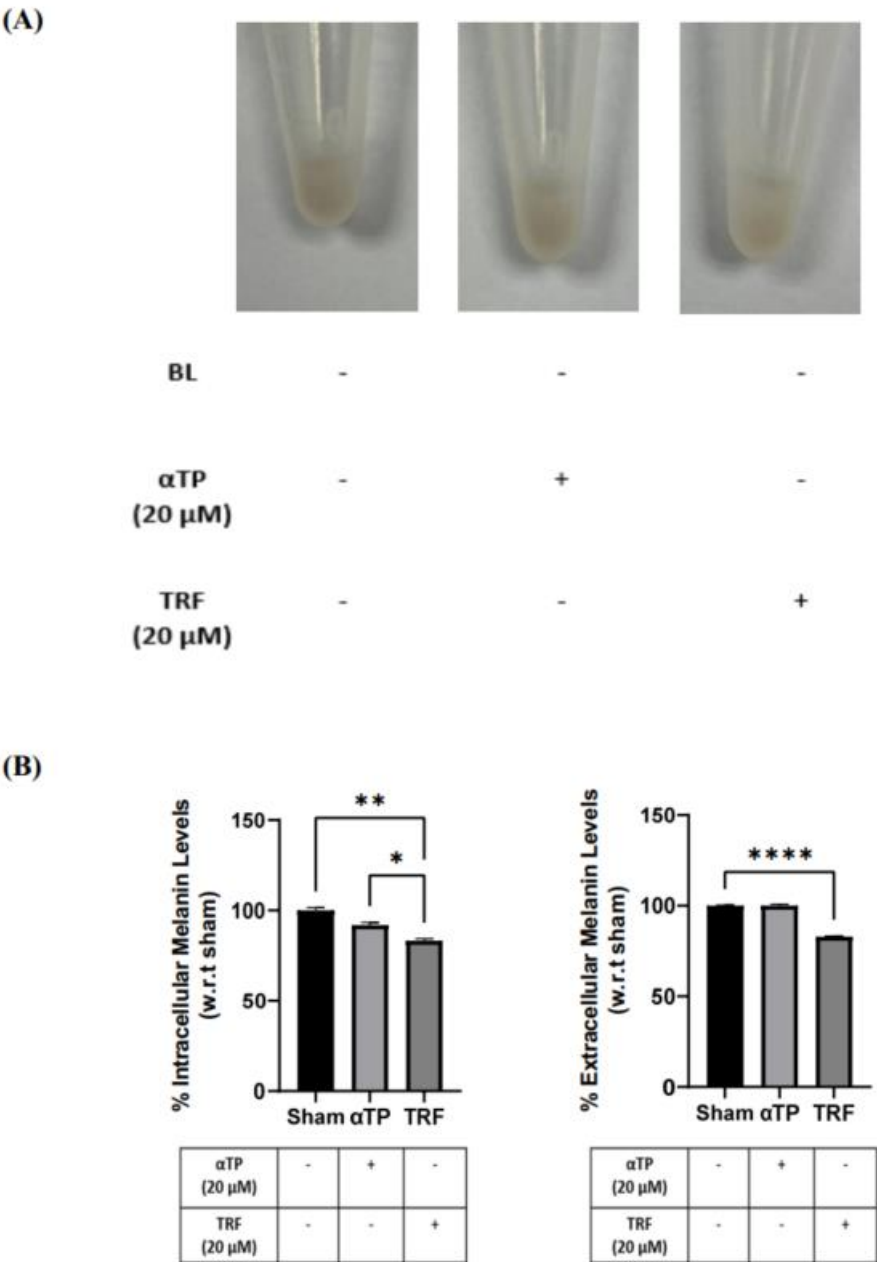 (A)
BL - - -
αTP - + -
(20 μM)
TRF - - +
(20 μM)
(B)
% Intracellular Melanin Levels
(w.r.t sham)
150
100
50
0
**
*
Sham αTP TRF
αTP
(20 μM) - + -
TRF
(20 μM) - - +
% Extracellular Melanin Levels
(w.r.t sham)
150
100
50
0
****
Sham αTP TRF
αTP
(20 μM) - + -
TRF
(20 μM) - - +